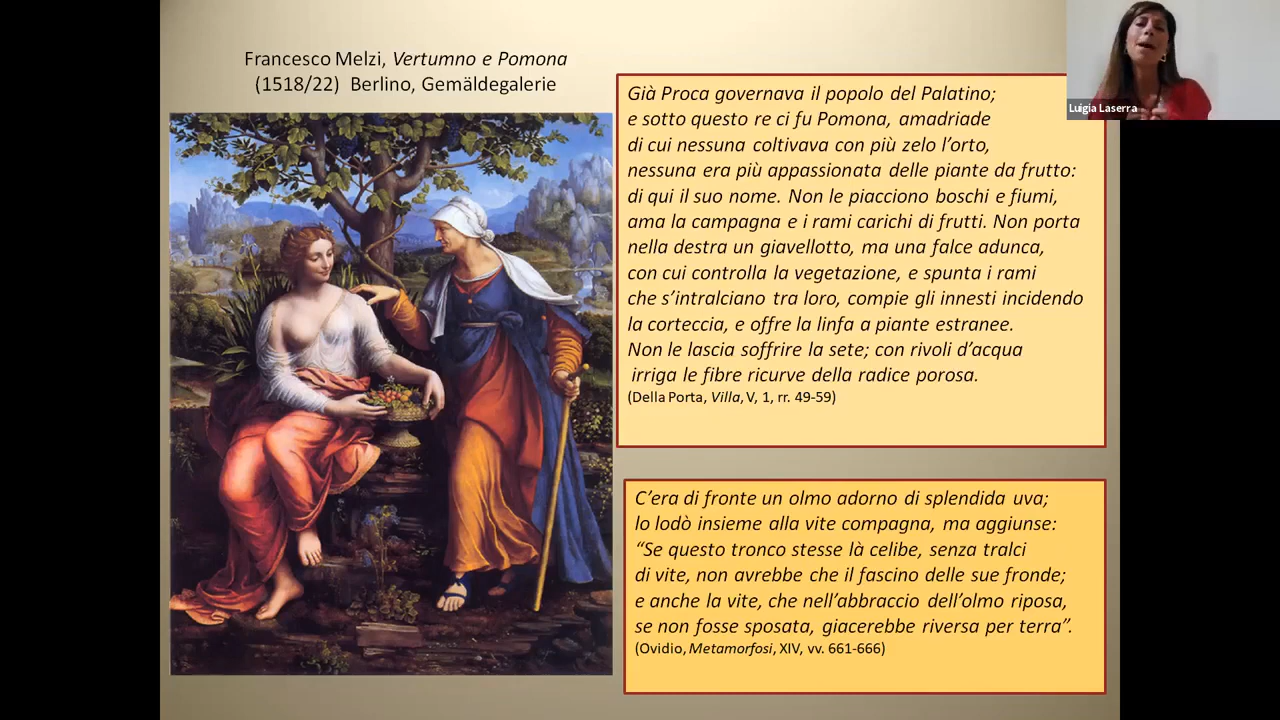 Francesco Melzi, Vertumno e Pomona
(1518/22) Berlino, Gemäldegalerie
Luigia Laserra
Già Proca governava il popolo del Palatino;
e sotto questo re ci fu Pomona, amadriade
di cui nessuna coltivava con più zelo l’orto,
nessuna era più appassionata delle piante da frutto:
di qui il suo nome. Non le piacciono boschi e fiumi,
ama la campagna e i rami carichi di frutti. Non porta
nella destra un giavellotto, ma una falce adunca,
con cui controlla la vegetazione, e spunta i rami
che s’intralciano tra loro, compie gli innesti incidendo
la corteccia, e offre la linfa a piante estranee.
Non le lascia soffrire la sete; con rivoli d’acqua
irriga le fibre ricurve della radice porosa.
(Della Porta, Villa, V, 1, rr. 49-59)
C’era di fronte un olmo adorno di splendida uva;
lo lodò insieme alla vite compagna, ma aggiunse:
“Se questo tronco stesse là celibe, senza tralci
di vite, non avrebbe che il fascino delle sue fronde;
e anche la vite, che nell’abbraccio dell’olmo riposa,
se non fosse sposata, giacerebbe riversa per terra”.
(Ovidio, Metamorfosi, XIV, vv. 661-666)